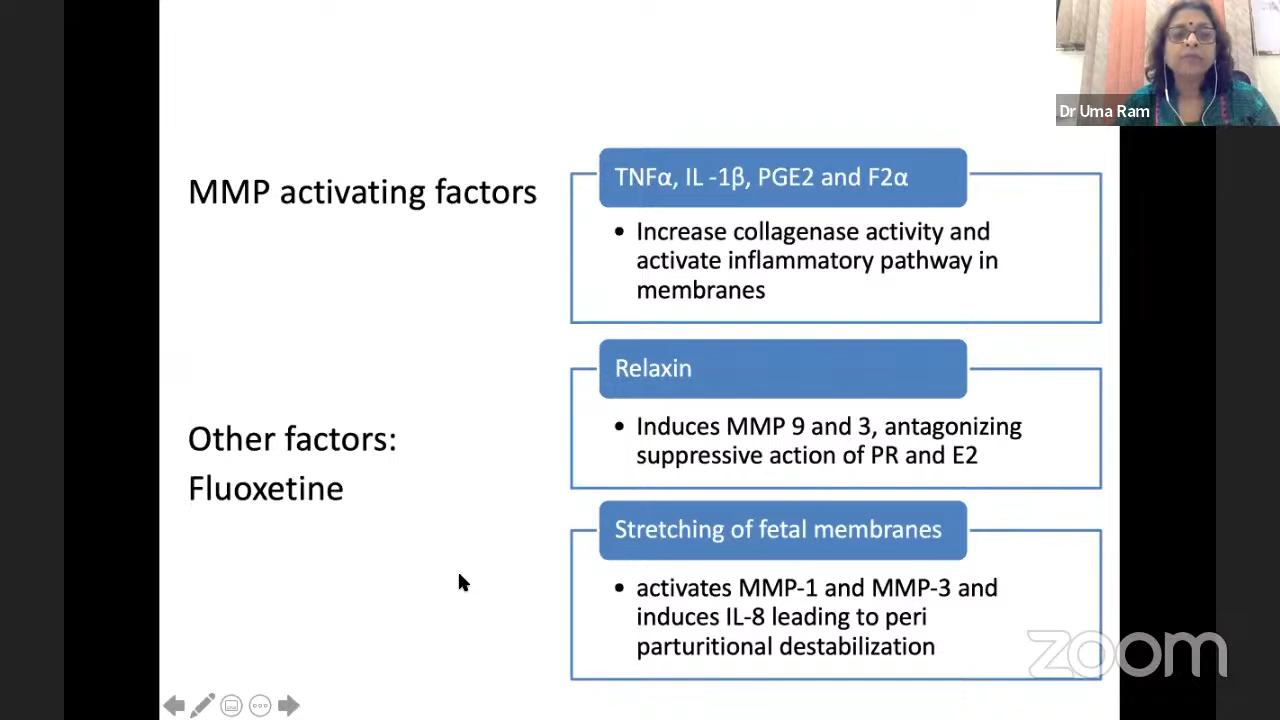 Dr Uma Ram
MMP activating factors
TNFα, IL -1β, PGE2 and F2α
• Increase collagenase activity and
activate inflammatory pathway in
membranes
Relaxin
• Induces MMP 9 and 3, antagonizing
suppressive action of PR and E2
Other factors:
Fluoxetine
Stretching of fetal membranes
• activates MMP-1 and MMP-3 and
induces IL-8 leading to peri
parturitional destabilization
zoom